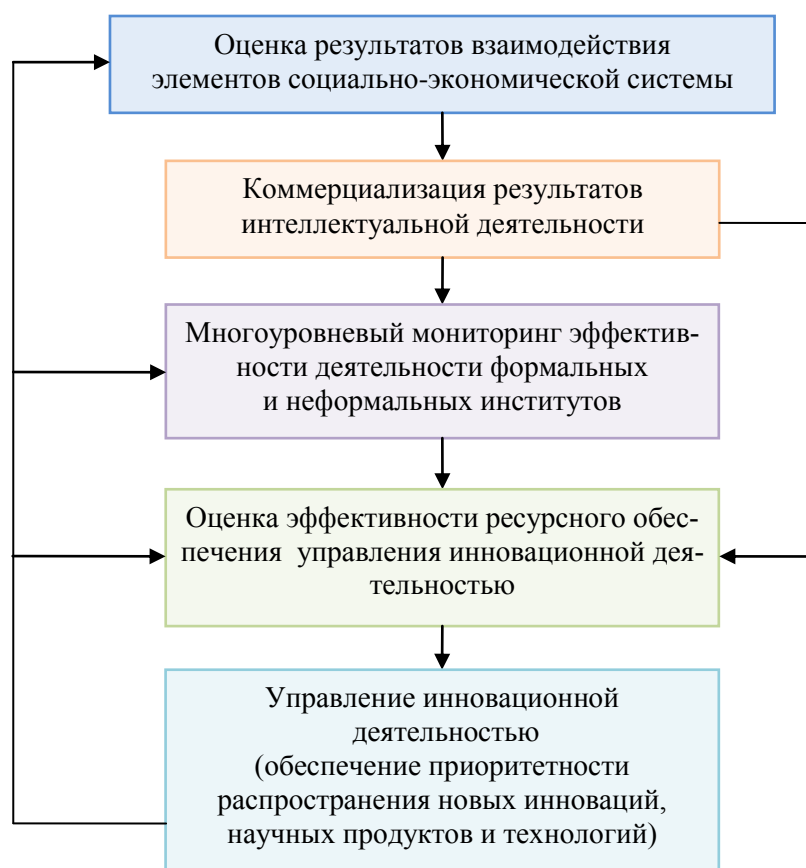 Оценка результатов взаимодействия
элементов социально-экономической системы
Коммерциализация результатов
интеллектуальной деятельности
Многоуровневый мониторинг эффектив-
ности деятельности формальных
и неформальных институтов
Оценка эффективности ресурсного обес-
печения управления инновационной дея-
тельностью
Управление инновационной
деятельностью
(обеспечение приоритетности
распространения новых инноваций,
научных продуктов и технологий)